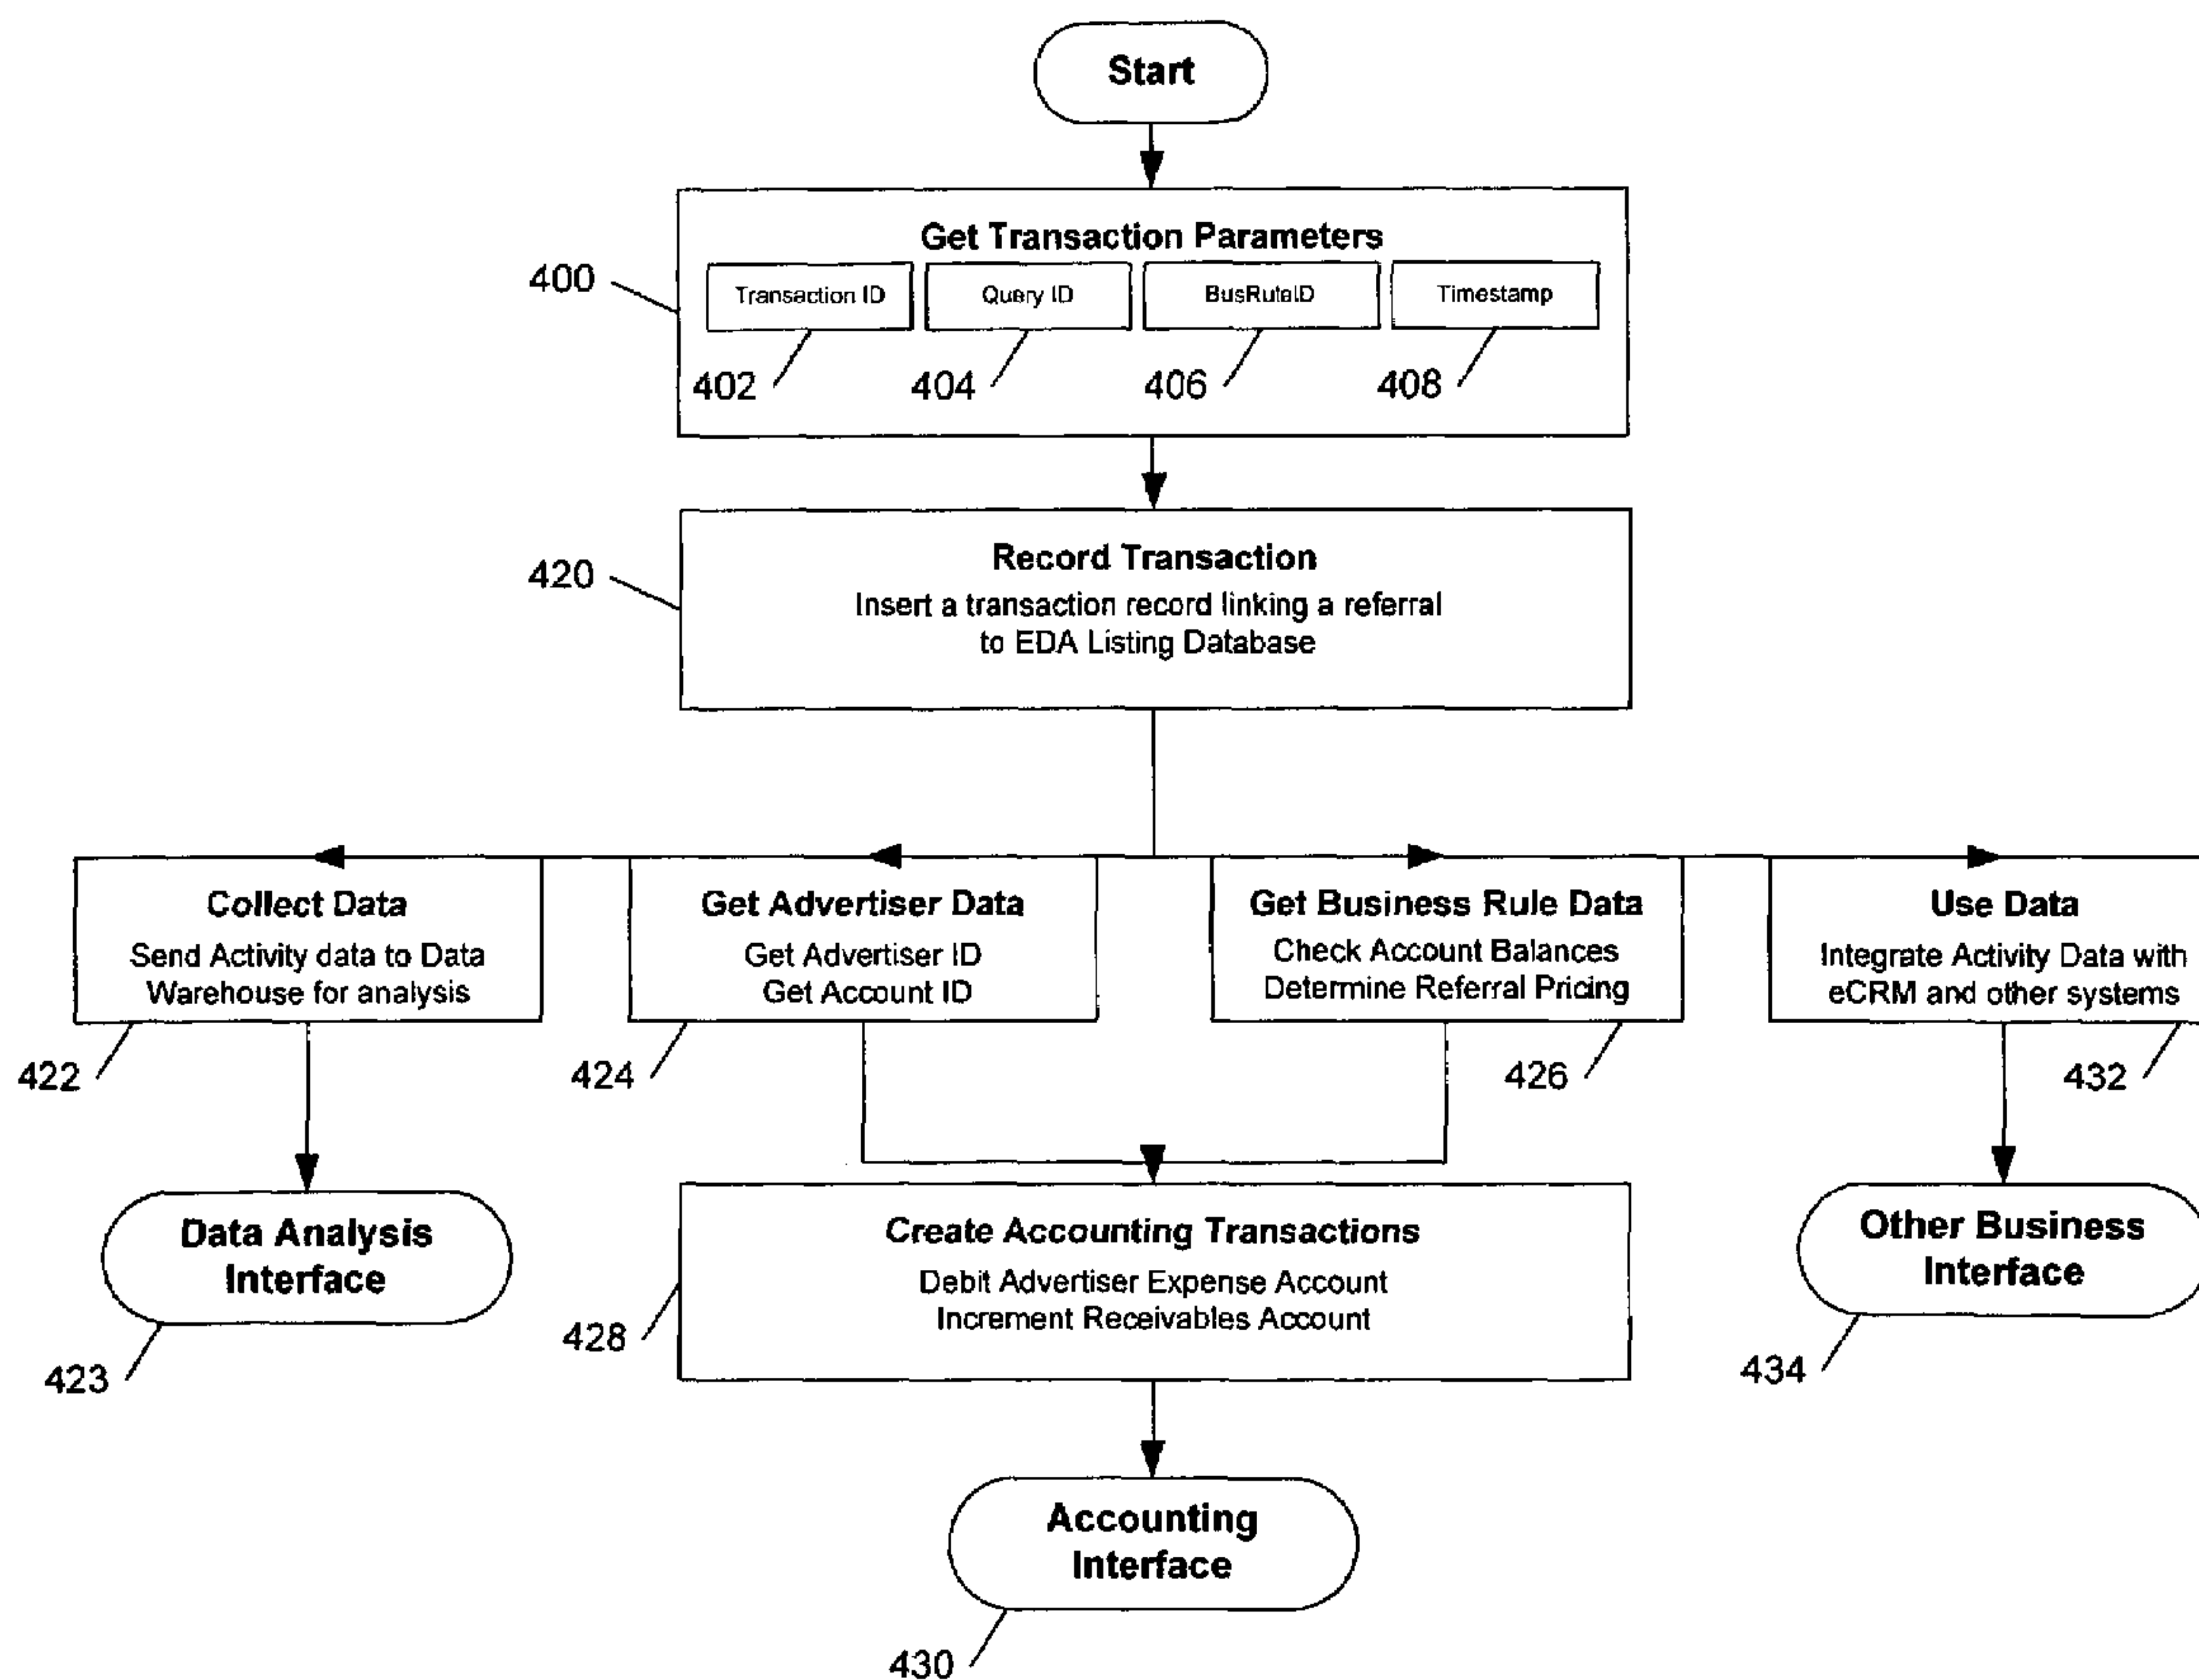 Start
Get Transaction Parameters
400
Transaction ID
Query ID
BusRuleID
Timestamp
402
404
406
408
420
Record Transaction
Insert a transaction record linking a referral
to EDA Listing Database
Collect Data
Send Activity data to Data
Warehouse for analysis
Get Advertiser Data
Get Advertiser ID
Get Account ID
Get Business Rule Data
Check Account Balances
Determine Referral Pricing
Use Data
Integrate Activity Data with
eCRM and other systems
422
424
426
432
Data Analysis
Interface
423
Create Accounting Transactions
Debit Advertiser Expense Account
Increment Receivables Account
428
Other Business
Interface
434
Accounting
Interface
430